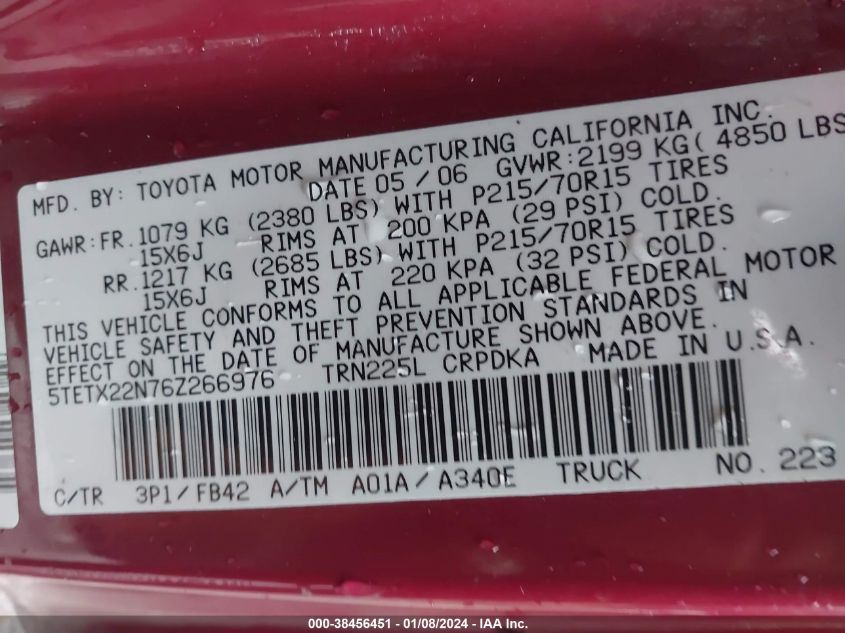 MFD. BY: TOYOTA MOTOR MANUFACTURING CALIFORNIA INC.
DATE 05 / 06 GVWR:2199 KG( 4850 LBS
GAWR:FR.1079 KG (2380 LBS) WITH P215/70R15 TIRES
15X6J RIMS AT 200 KPA (29 PSI) COLD.
RR.1217 KG (2685 LBS) WITH P215/70R15 TIRES
15X6J RIMS AT 220 KPA (32 PSI) COLD.
THIS VEHICLE CONFORMS TO ALL APPLICABLE FEDERAL MOTOR
VEHICLE SAFETY AND THEFT PREVENTION STANDARDS IN
EFFECT ON THE DATE OF MANUFACTURE SHOWN ABOVE.
5TETX22N76Z266976 TRN225L CRPDKA MADE IN U.S.A.
C/TR 3P1/FB42 A/TM A01A/A340E TRUCK NO. 223
000-38456451 - 01/08/2024 - IAA Inc.